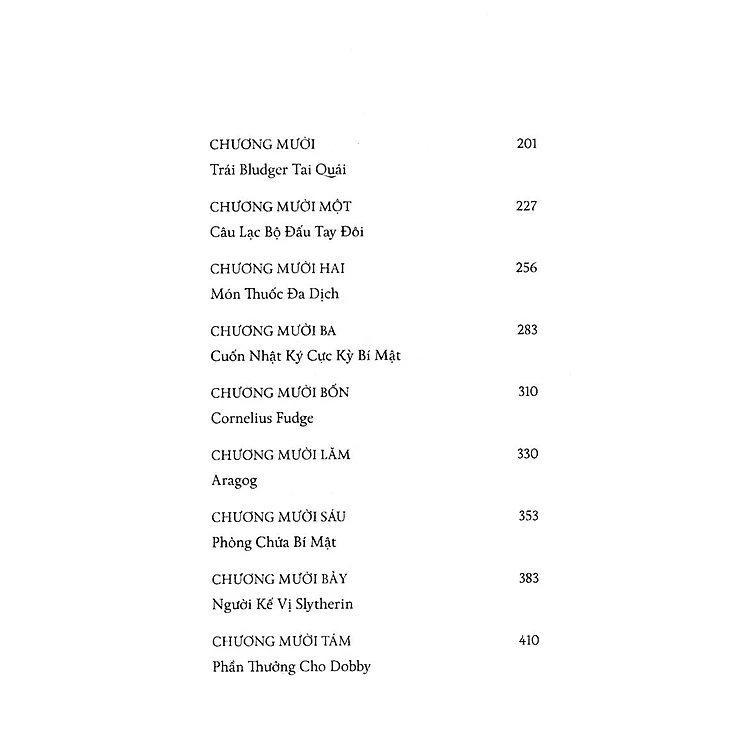 CHƯƠNG MƯỜI 201
Trái Bludger Tai Quái
CHƯƠNG MƯỜI MỘT 227
Câu Lạc Bộ Đấu Tay Đôi
CHƯƠNG MƯỜI HAI 256
Món Thuốc Đa Dịch
CHƯƠNG MƯỜI BA 283
Cuốn Nhật Ký Cực Kỳ Bí Mật
CHƯƠNG MƯỜI BỐN 310
Cornelius Fudge
CHƯƠNG MƯỜI LĂM 330
Aragog
CHƯƠNG MƯỜI SÁU 353
Phòng Chứa Bí Mật
CHƯƠNG MƯỜI BẢY 383
Người Kế Vị Slytherin
CHƯƠNG MƯỜI TÁM 410
Phần Thưởng Cho Dobby